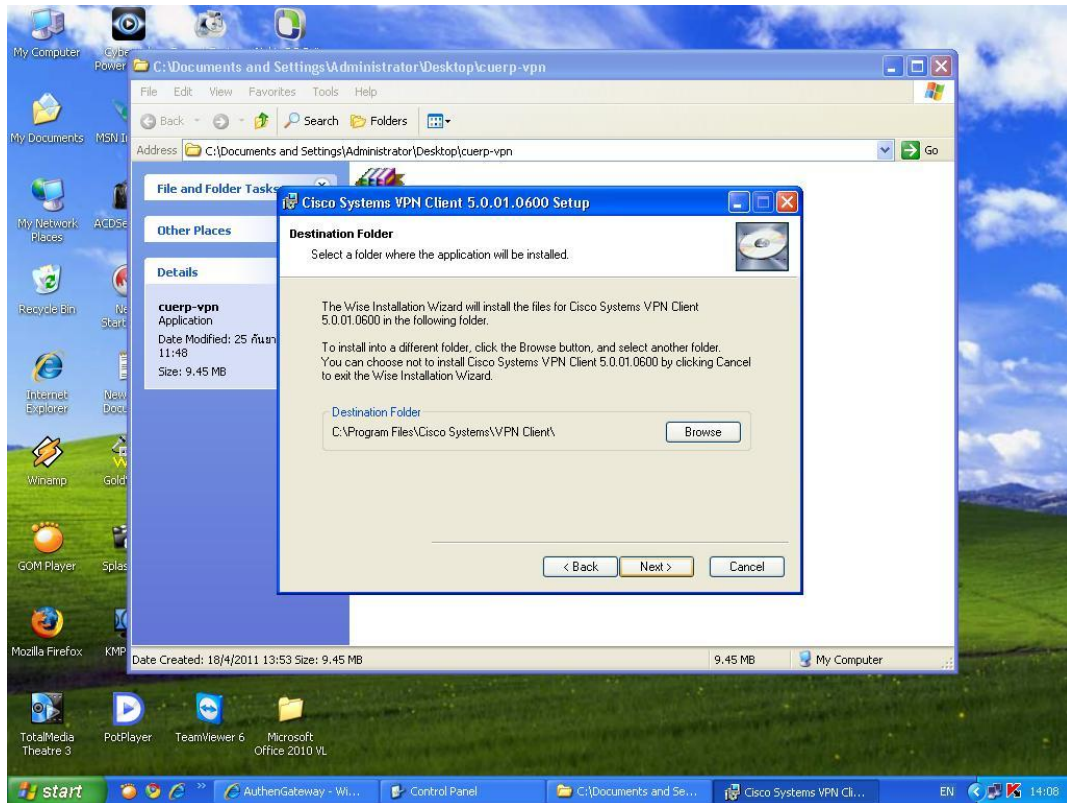 My Computer
Power
C:\Documents and Settings\Administrator\Desktop\cuerp-vpn
File Edit View Favorites Tools Help
Back Search Folders
My Documents
Address C:\Documents and Settings\Administrator\Desktop\cuerp-vpn Go
File and Folder Tasks
Cisco Systems VPN Client 5.0.01.0600 Setup
My Network Places
ACDSe
Other Places
Destination Folder
Select a folder where the application will be installed.
Details
Recycle Bin
Start
cuerp-vpn
Application
Date Modified: 25 กันยา
11:48
Size: 9.45 MB
The Wise Installation Wizard will install the files for Cisco Systems VPN Client
5.0.01.0600 in the following folder.
To install into a different folder, click the Browse button, and select another folder.
You can choose not to install Cisco Systems VPN Client 5.0.01.0600 by clicking Cancel
to exit the Wise Installation Wizard.
Internet
Explorer
New
Docu
Destination Folder
C:\Program Files\Cisco Systems\VPN Client\
Browse
Winamp
Gold
GOM Player
Splas
< Back Next > Cancel
Mozilla Firefox
KMP
Date Created: 18/4/2011 13:53 Size: 9.45 MB 9.45 MB My Computer
TotalMedia
Theatre 3
PotPlayer
TeamViewer 6
Microsoft
Office 2010 VL
start AuthenGateway - Wi... Control Panel C:\Documents and Se... Cisco Systems VPN Cli... EN 14:08